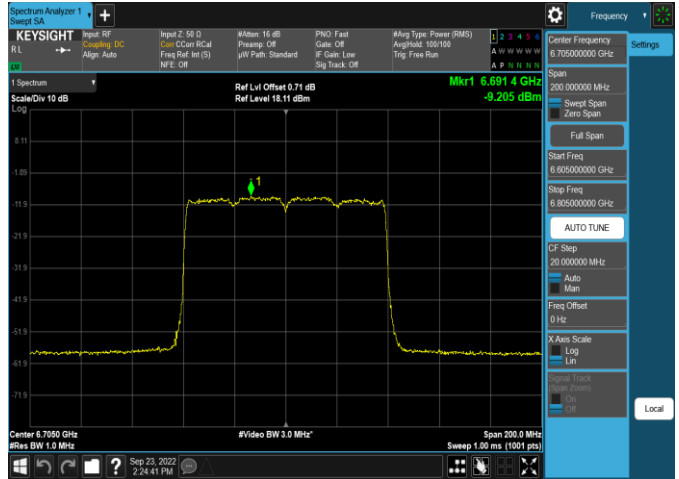 Spectrum Analyzer 1
Swept SA
KEYSIGHT
RL
Input: RF
Coupling: DC
Align: Auto
Input Z: 50 Ω
Corr CCorr RCal
Freq Ref: Int (S)
NFE: Off
#Atten: 16 dB
Preamp: Off
µW Path: Standard
PNO: Fast
Gate: Off
IF Gain: Low
Sig Track: Off
#Avg Type: Power (RMS)
Avg|Hold: 100/100
Trig: Free Run
1 2 3 4 5 6
A W W W W W
A P N N N N
1 Spectrum
Scale/Div 10 dB
Log
Ref Lvl Offset 0.71 dB
Ref Level 18.11 dBm
Mkr1 6.691 4 GHz
-9.205 dBm
8.11
-1.89
-11.9
-21.9
-31.9
-41.9
-51.9
-61.9
-71.9
1
Center 6.7050 GHz
#Res BW 1.0 MHz
#Video BW 3.0 MHz*
Span 200.0 MHz
Sweep 1.00 ms (1001 pts)
Sep 23, 2022
2:24:41 PM
Frequency
Settings
Center Frequency
6.705000000 GHz
Span
200.000000 MHz
Swept Span
Zero Span
Full Span
Start Freq
6.605000000 GHz
Stop Freq
6.805000000 GHz
AUTO TUNE
CF Step
20.000000 MHz
Auto
Man
Freq Offset
0 Hz
X Axis Scale
Log
Lin
Signal Track
(Span Zoom)
On
Off
Local